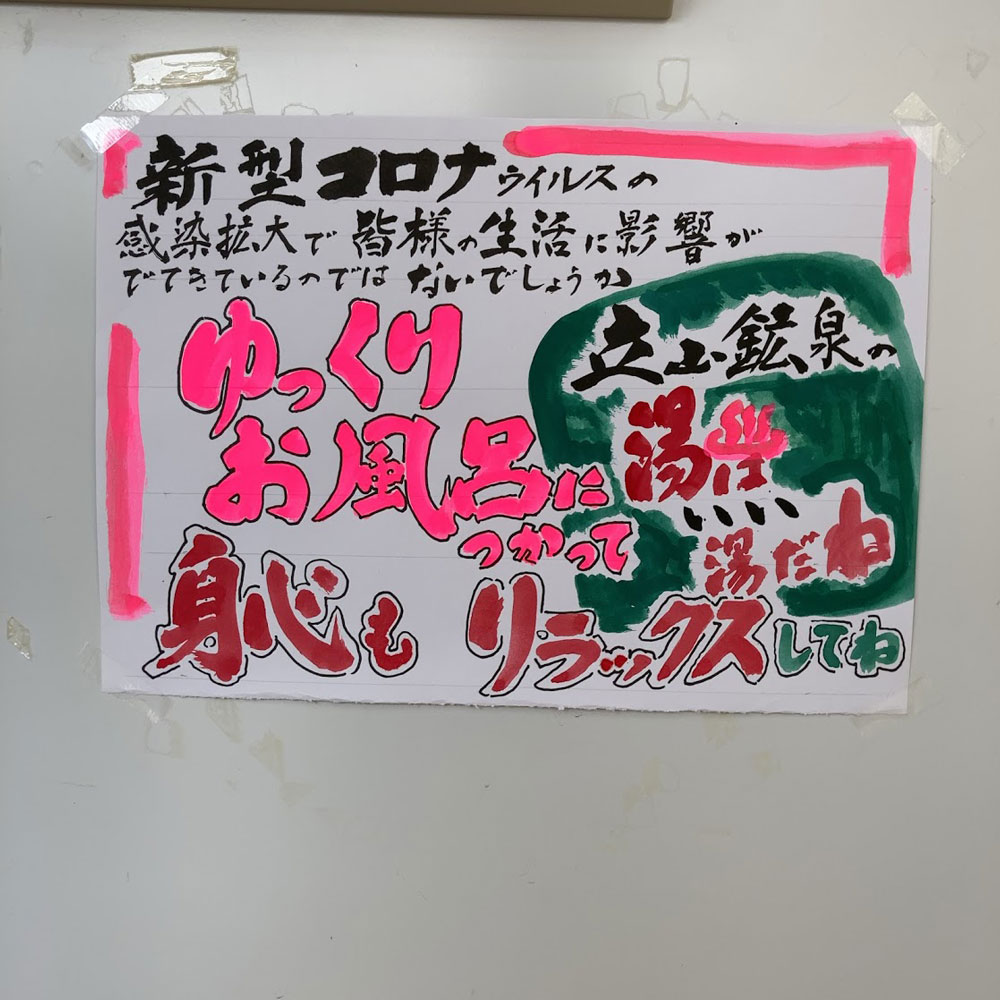 新型コロナウイルスの
感染拡大で皆様の生活に影響が
でてきているのではないでしょうか
ゆっくり
お風呂に
つかって
身心もリラックスしてね
立山鉱泉の
湯は
いい
湯だね